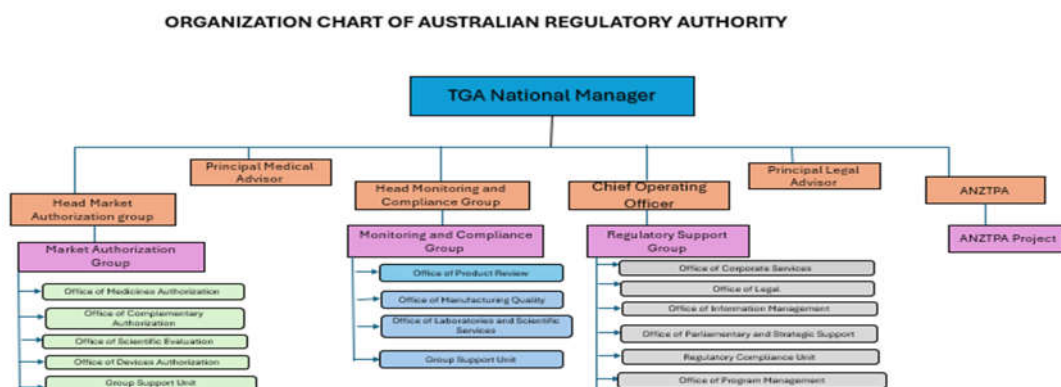 ORGANIZATION CHART OF AUSTRALIAN REGULATORY AUTHORITY
TGA National Manager
Principal Medical
Advisor
Principal Legal
Advisor
Head Market
Authorization group
Head Monitoring and
Compliance Group
Chief Operating
Officer
ANZTPA
Market Authorization
Group
Monitoring and Compliance
Group
Regulatory Support
Group
ANZTPA Project
Office of Medicines Authorization
Office of Complementary
Authorization
Office of Scientific Evaluation
Office of Devices Authorization
Group Support Unit
Office of Product Review
Office of Manufacturing Quality
Office of Laboratories and Scientific
Services
Group Support Unit
Office of Corporate Services
Office of Legal
Office of Information Management
Office of Parliamentary and Strategic Support
Regulatory Compliance Unit
Office of Program Management